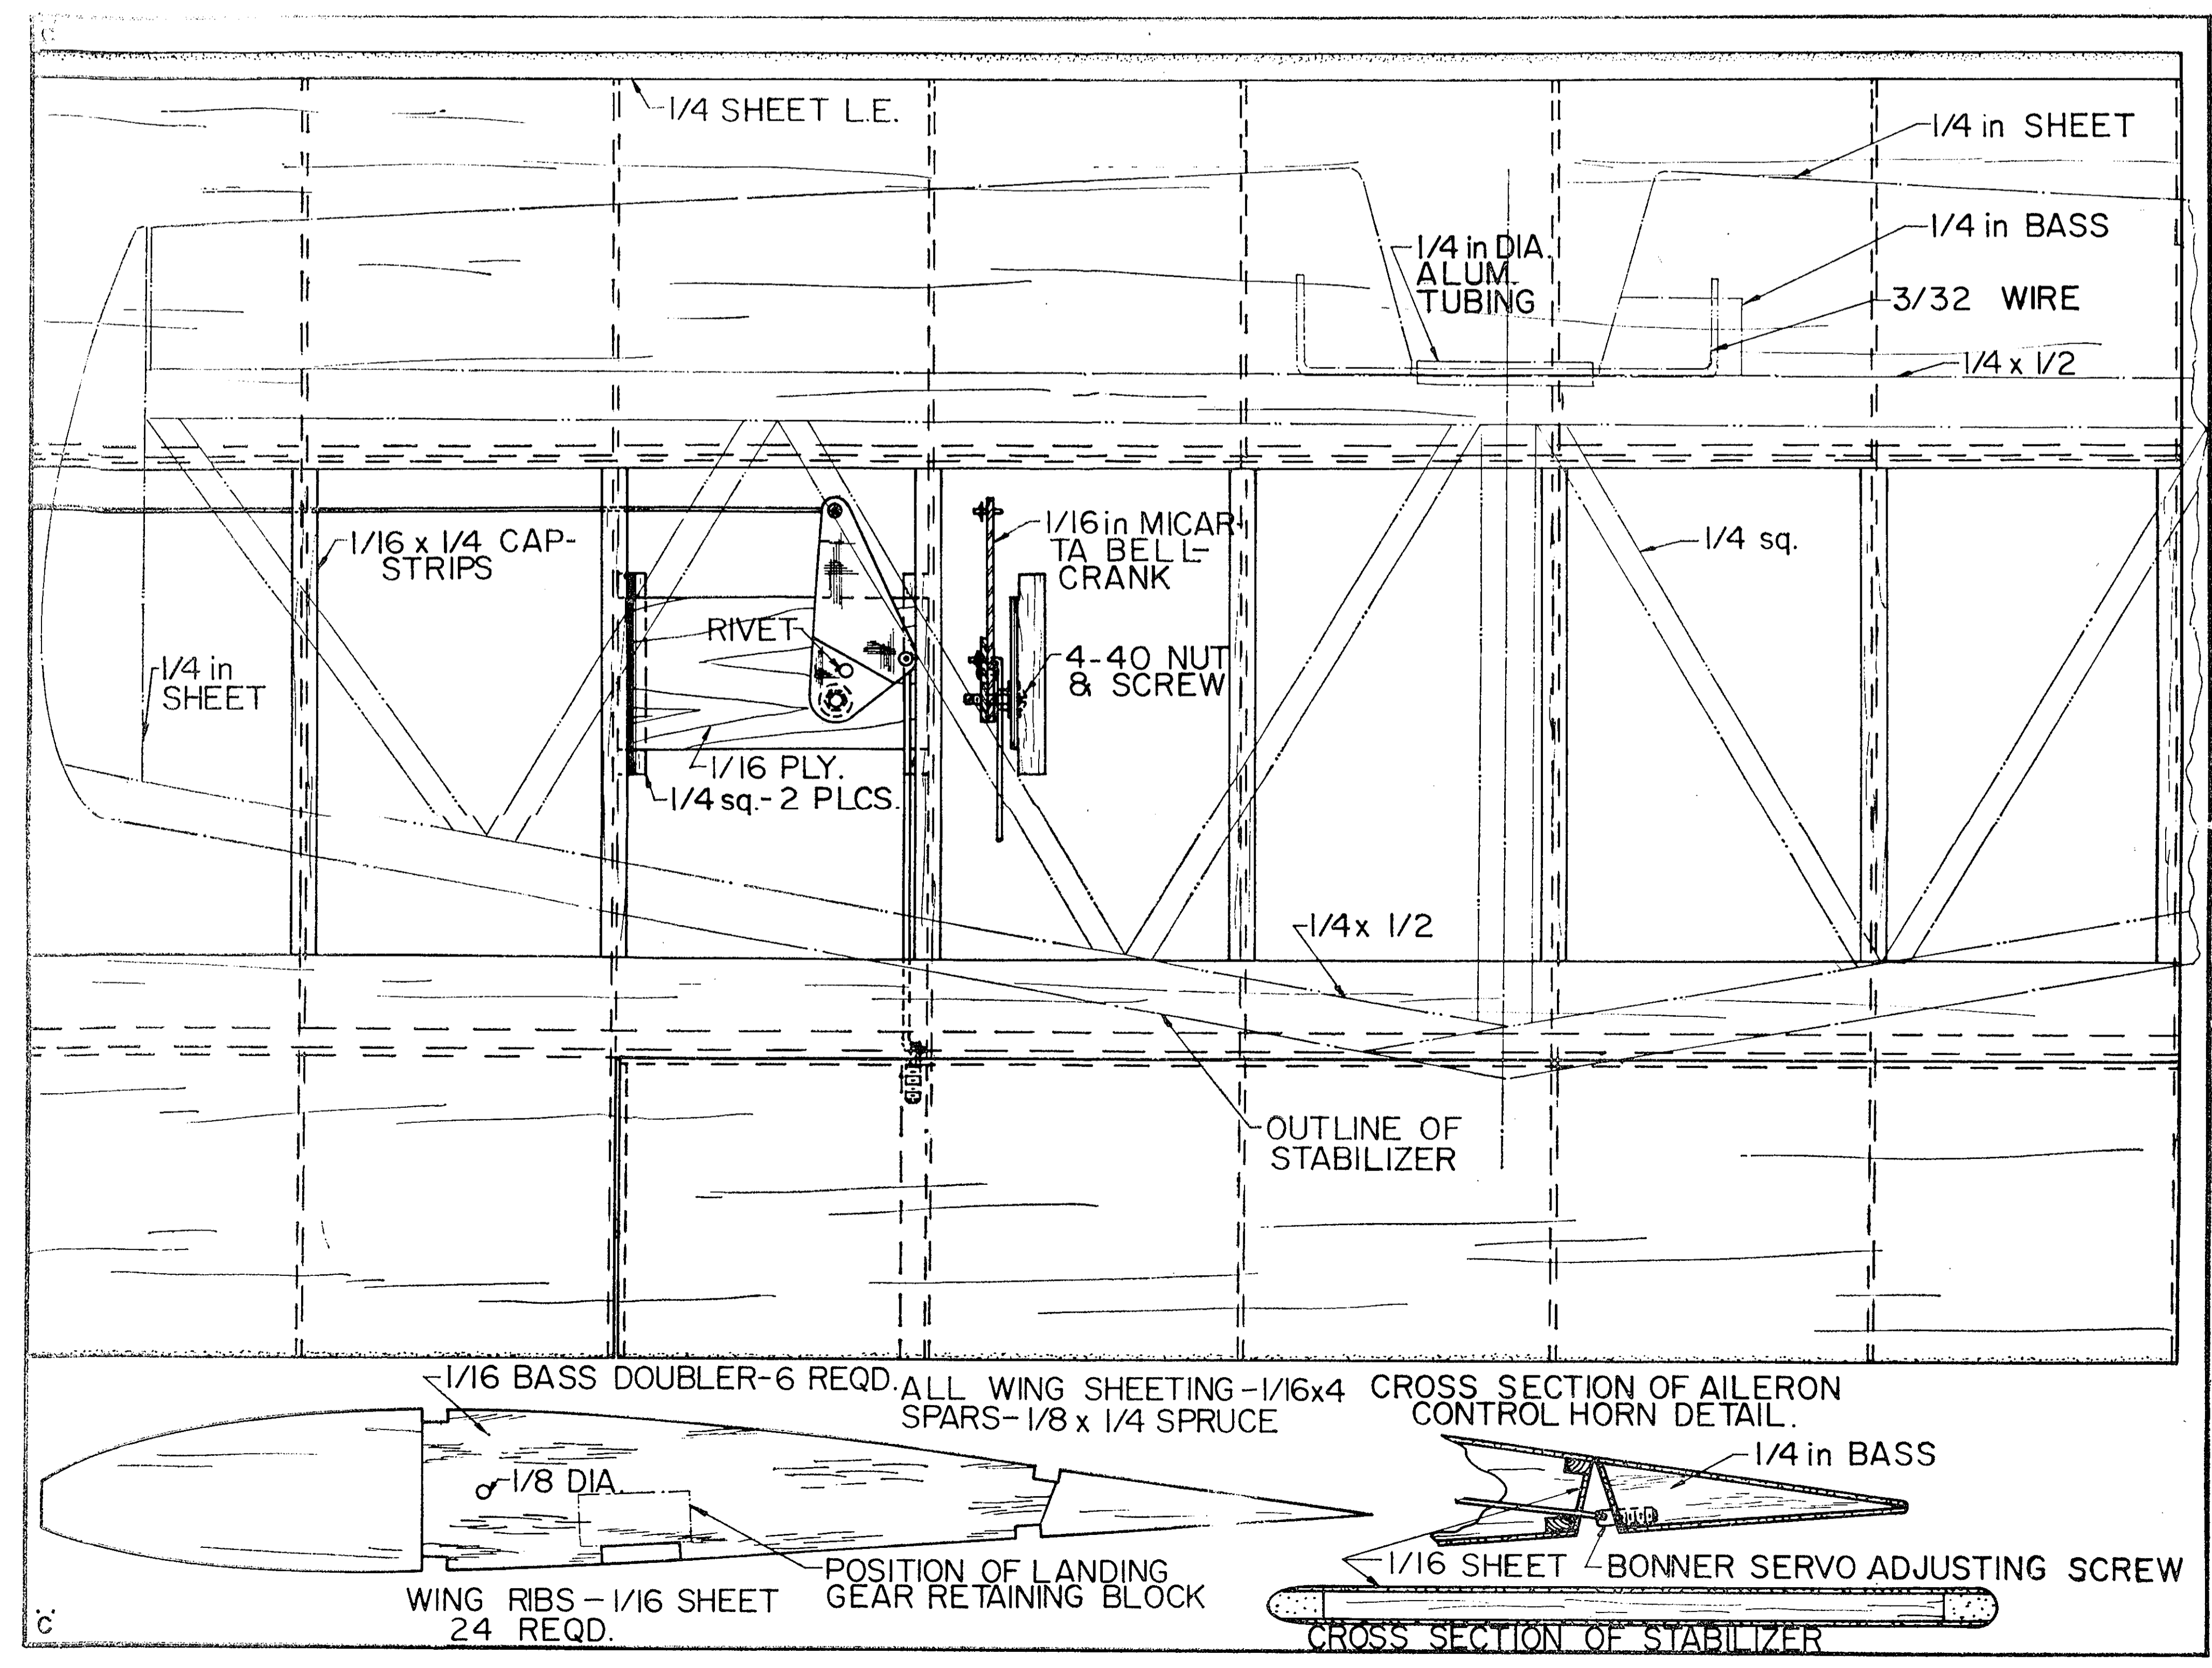 1/4 SHEET L.E.
1/4 in SHEET
1/4 in BASS
1/4 in DIA.
ALUM.
TUBING
3/32 WIRE
1/4 x 1/2
1/16 x 1/4 CAP-
STRIPS
1/16 in MICAR-
TA BELL-
CRANK
1/4 sq.
RIVET
4-40 NUT
& SCREW
1/4 in
SHEET
1/16 PLY.
1/4 sq.-2 PLCS.
1/4 x 1/2
OUTLINE OF
STABILIZER
1/16 BASS DOUBLER-6 REQD.
ALL WING SHEETING-1/16x4
SPARS-1/8 x 1/4 SPRUCE
CROSS SECTION OF AILERON
CONTROL HORN DETAIL.
1/8 DIA.
1/4 in BASS
POSITION OF LANDING
GEAR RETAINING BLOCK
1/16 SHEET
BONNER SERVO ADJUSTING SCREW
WING RIBS-1/16 SHEET
24 REQD.
CROSS SECTION OF STABILIZER